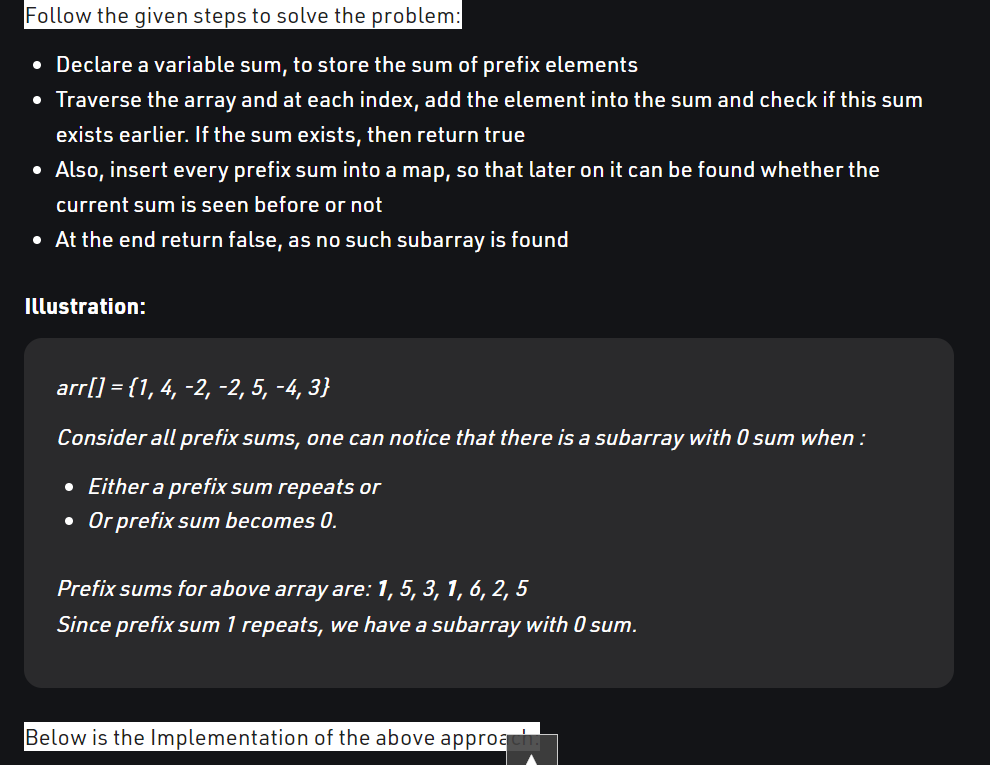 Follow the given steps to solve the problem:
• Declare a variable sum, to store the sum of prefix elements
• Traverse the array and at each index, add the element into the sum and check if this sum
exists earlier. If the sum exists, then return true
• Also, insert every prefix sum into a map, so that later on it can be found whether the
current sum is seen before or not
• At the end return false, as no such subarray is found
Illustration:
arr[] = {1, 4, -2, -2, 5, -4, 3}
Consider all prefix sums, one can notice that there is a subarray with 0 sum when :
• Either a prefix sum repeats or
• Or prefix sum becomes 0.
Prefix sums for above array are: 1, 5, 3, 1, 6, 2, 5
Since prefix sum 1 repeats, we have a subarray with 0 sum.
Below is the Implementation of the above approach: